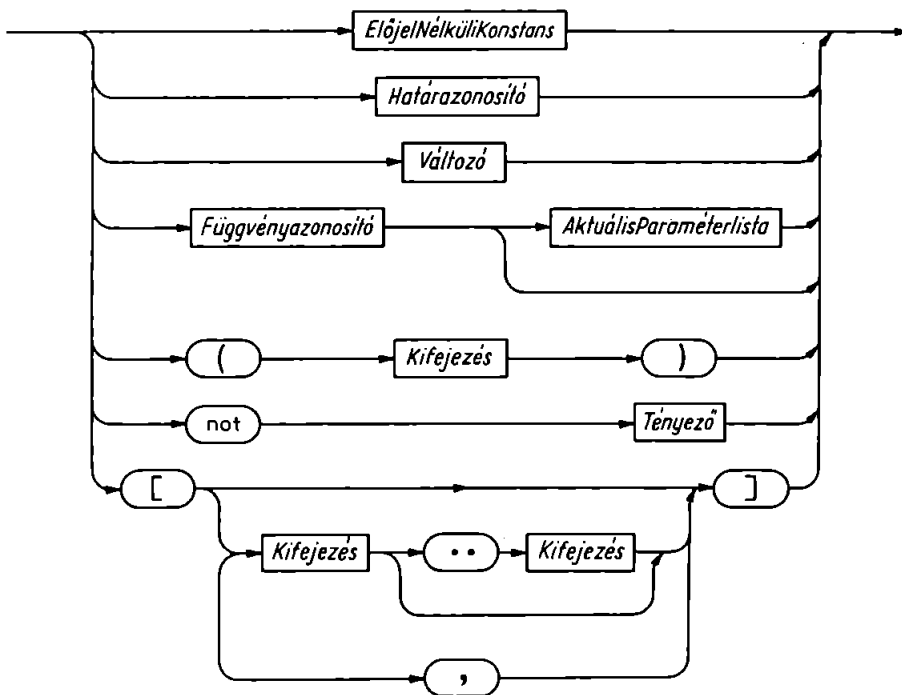 ElőjelNélküliKonstans
Határazonosító
Változó
Függvényazonosító AktuálisParaméterlista
( Kifejezés )
not Tényező
[ ]
Kifejezés .. Kifejezés
,